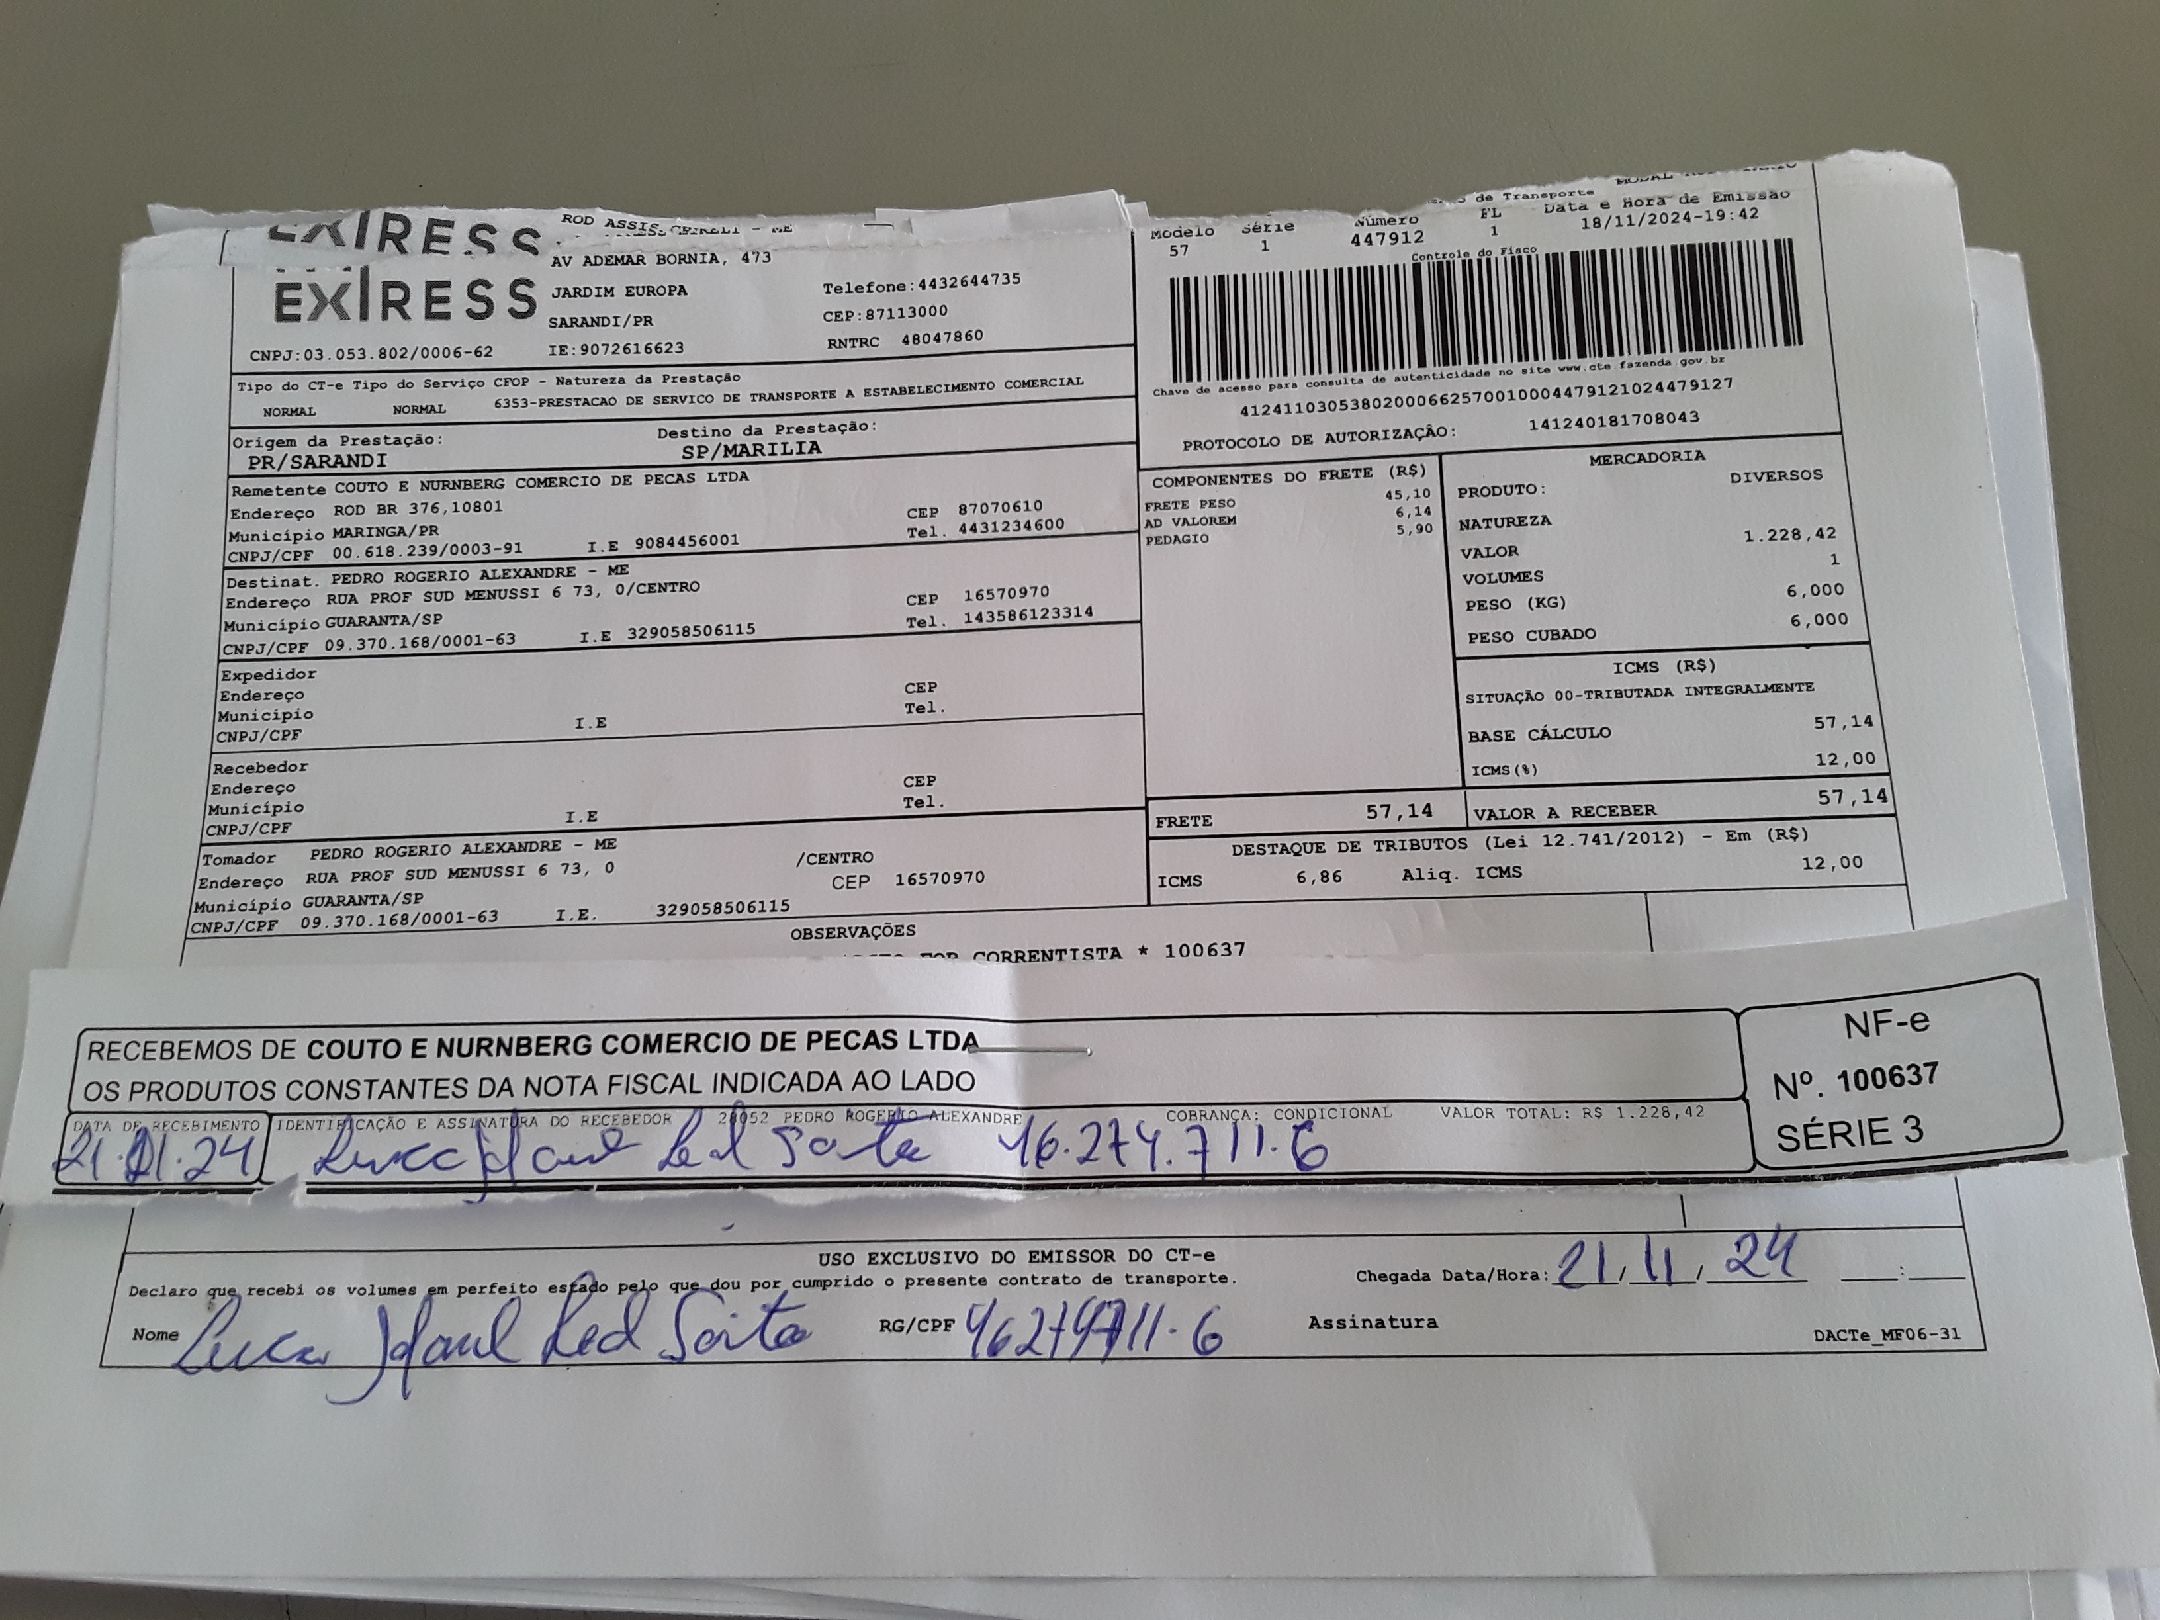 EXIRESS
ROD ASSIS
AV ADEMAR BORNIA, 473
EXIRESS
JARDIM EUROPA
Telefone:4432644735
SARANDI/PR
CEP:87113000
CNPJ:03.053.802/0006-62
IE:9072616623
RNTRC 48047860
Tipo do CT-e Tipo do Serviço CFOP - Natureza da Prestação
NORMAL NORMAL 6353-PRESTACAO DE SERVICO DE TRANSPORTE A ESTABELECIMENTO COMERCIAL
Origem da Prestação: Destino da Prestação:
PR/SARANDI SP/MARILIA
Remetente COUTO E NURNBERG COMERCIO DE PECAS LTDA
Endereço ROD BR 376,10801 CEP 87070610
Município MARINGA/PR Tel. 4431234600
CNPJ/CPF 00.618.239/0003-91 I.E 9084456001
Destinat. PEDRO ROGERIO ALEXANDRE - ME
Endereço RUA PROF SUD MENUSSI 6 73, 0/CENTRO CEP 16570970
Município GUARANTA/SP Tel. 143586123314
CNPJ/CPF 09.370.168/0001-63 I.E 329058506115
Expedidor
Endereço CEP
Município Tel.
CNPJ/CPF I.E
Recebedor
Endereço CEP
Município Tel.
CNPJ/CPF I.E
Tomador PEDRO ROGERIO ALEXANDRE - ME
Endereço RUA PROF SUD MENUSSI 6 73, 0 /CENTRO
Município GUARANTA/SP CEP 16570970
CNPJ/CPF 09.370.168/0001-63 I.E. 329058506115
de Transporte
Modelo Série Número FL Data e Hora de Emissão
57 1 447912 1 18/11/2024-19:42
Controle do Fisco
Chave de acesso para consulta de autenticidade no site www.cte.fazenda.gov.br
41241103053802000662570010004479121024479127
PROTOCOLO DE AUTORIZAÇÃO: 141240181708043
COMPONENTES DO FRETE (R$)
FRETE PESO 45,10
AD VALOREM 6,14
PEDAGIO 5,90
MERCADORIA
PRODUTO: DIVERSOS
NATUREZA
VALOR 1.228,42
VOLUMES 1
PESO (KG) 6,000
PESO CUBADO 6,000
ICMS (R$)
SITUAÇÃO 00-TRIBUTADA INTEGRALMENTE
BASE CÁLCULO 57,14
ICMS(%) 12,00
FRETE 57,14 VALOR A RECEBER 57,14
DESTAQUE DE TRIBUTOS (Lei 12.741/2012) - Em (R$)
ICMS 6,86 Aliq. ICMS 12,00
OBSERVAÇÕES
CORRENTISTA * 100637
RECEBEMOS DE COUTO E NURNBERG COMERCIO DE PECAS LTDA
OS PRODUTOS CONSTANTES DA NOTA FISCAL INDICADA AO LADO
DATA DE RECEBIMENTO IDENTIFICAÇÃO E ASSINATURA DO RECEBEDOR 28052 PEDRO ROGERIO ALEXANDRE COBRANÇA: CONDICIONAL VALOR TOTAL: R$ 1.228,42
46.274.711-6
NF-e
Nº. 100637
SÉRIE 3
USO EXCLUSIVO DO EMISSOR DO CT-e
Declaro que recebi os volumes em perfeito estado pelo que dou por cumprido o presente contrato de transporte.
Chegada Data/Hora: 21/11/24 :
Nome RG/CPF 46274711-6 Assinatura
DACTe_MF06-31